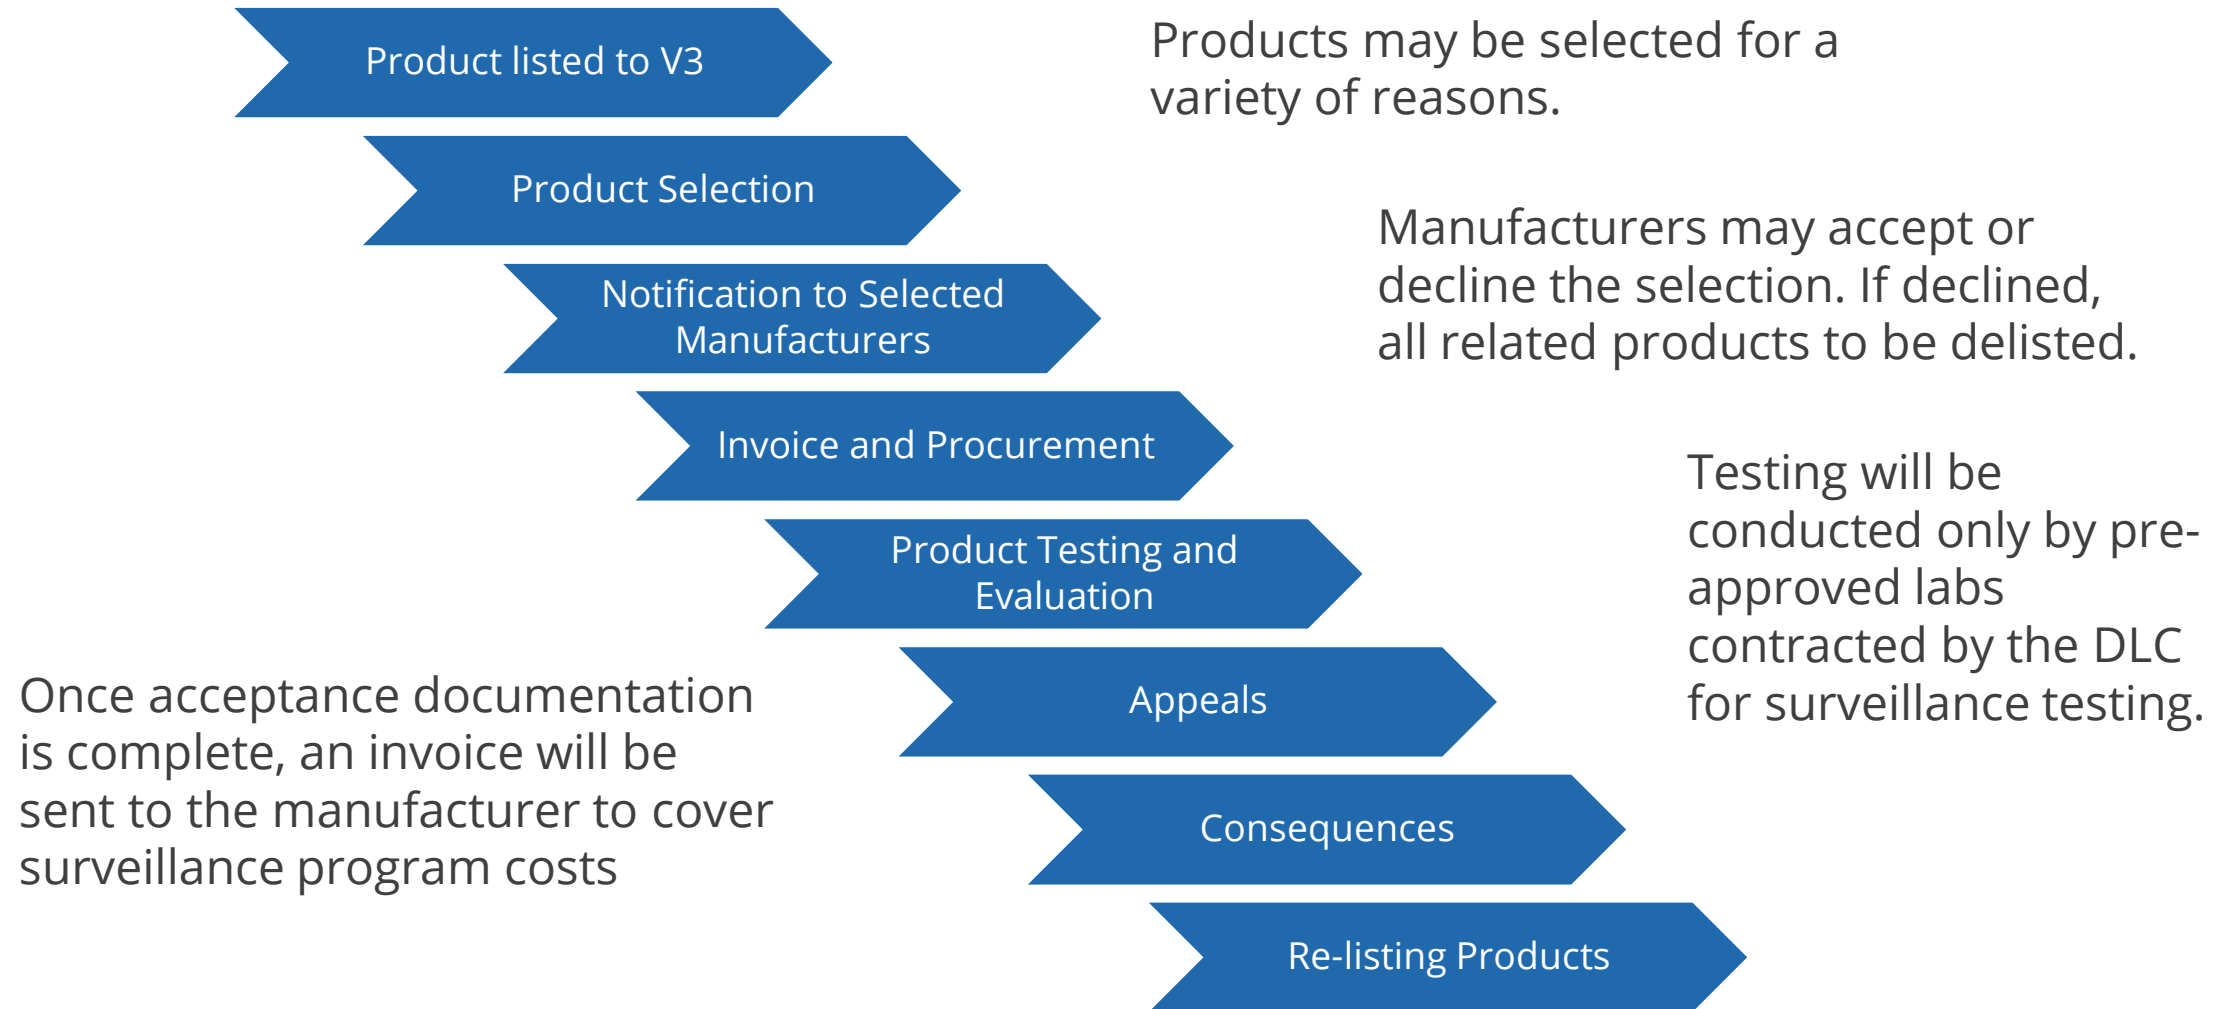 Product listed to V3
Products may be selected for a
variety of reasons.
Product Selection
Manufacturers may accept or
decline the selection. If declined,
all related products to be delisted.
Notification to Selected
Manufacturers
Invoice and Procurement
Testing will be
conducted only by pre-
approved labs
contracted by the DLC
for surveillance testing.
Product Testing and
Evaluation
Once acceptance documentation
is complete, an invoice will be
sent to the manufacturer to cover
surveillance program costs
Appeals
Consequences
Re-listing Products